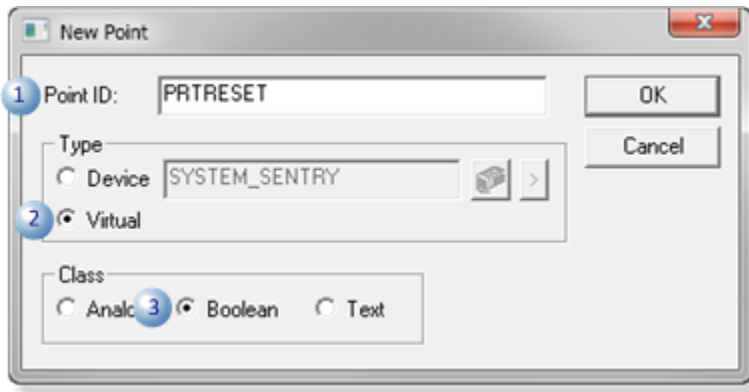 New Point
1 Point ID: PRTRESET
OK
Cancel
Type
Device SYSTEM_SENTRY >
2 Virtual
Class
3 Boolean Text